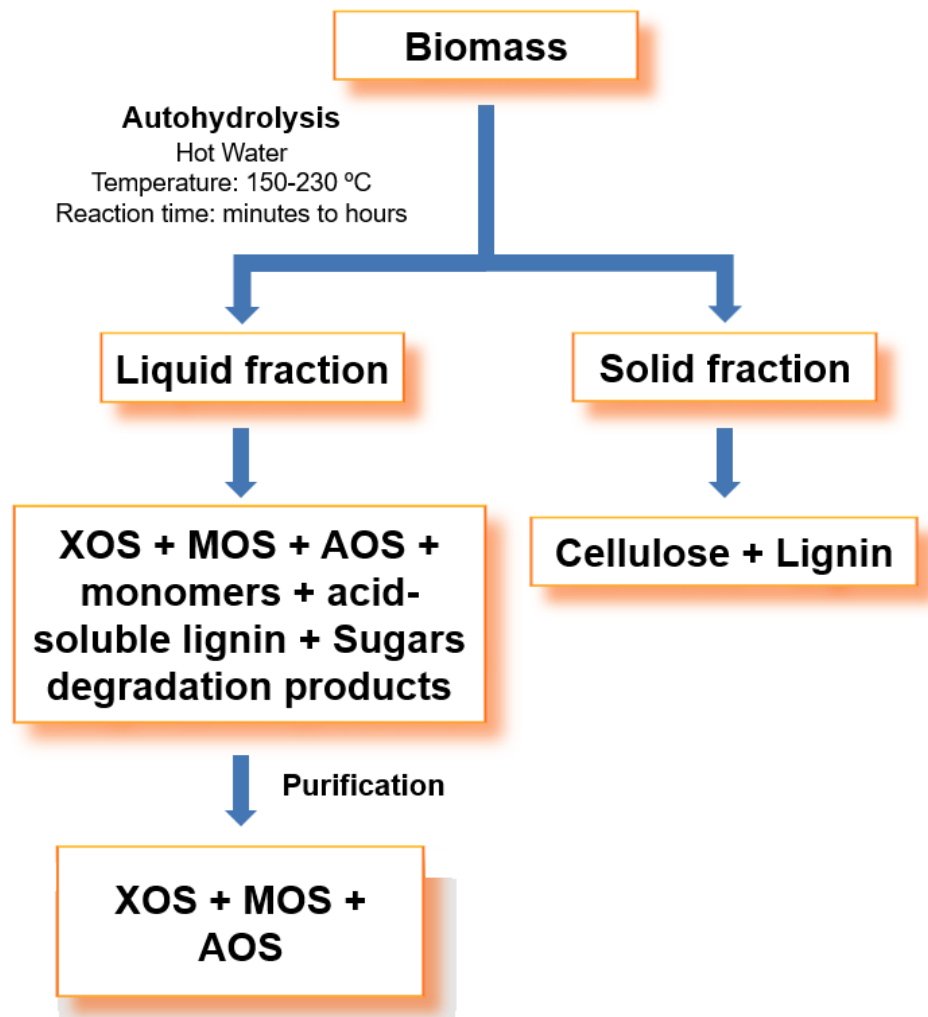 Biomass
Autohydrolysis
Hot Water
Temperature: 150-230 ºC
Reaction time: minutes to hours
Liquid fraction
Solid fraction
XOS + MOS + AOS +
monomers + acid-
soluble lignin + Sugars
degradation products
Cellulose + Lignin
Purification
XOS + MOS +
AOS